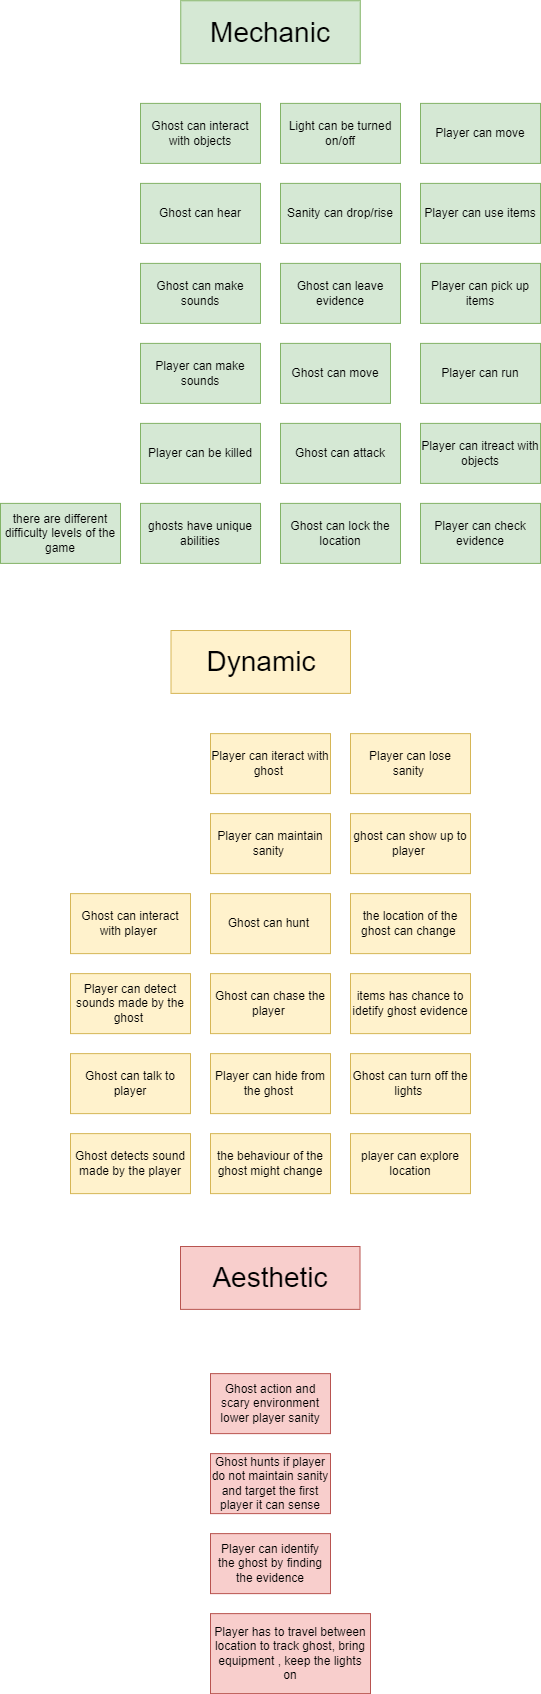 Mechanic
Ghost can interact
with objects
Light can be turned
on/off
Player can move
Ghost can hear
Sanity can drop/rise
Player can use items
Ghost can make
sounds
Ghost can leave
evidence
Player can pick up
items
Player can make
sounds
Ghost can move
Player can run
Player can be killed
Ghost can attack
Player can itreact with
objects
there are different
difficulty levels of the
game
ghosts have unique
abilities
Ghost can lock the
location
Player can check
evidence
Dynamic
Player can iteract with
ghost
Player can lose
sanity
Player can maintain
sanity
ghost can show up to
player
Ghost can interact
with player
Ghost can hunt
the location of the
ghost can change
Player can detect
sounds made by the
ghost
Ghost can chase the
player
items has chance to
idetify ghost evidence
Ghost can talk to
player
Player can hide from
the ghost
Ghost can turn off the
lights
Ghost detects sound
made by the player
the behaviour of the
ghost might change
player can explore
location
Aesthetic
Ghost action and
scary environment
lower player sanity
Ghost hunts if player
do not maintain sanity
and target the first
player it can sense
Player can identify
the ghost by finding
the evidence
Player has to travel between
location to track ghost, bring
equipment , keep the lights
on